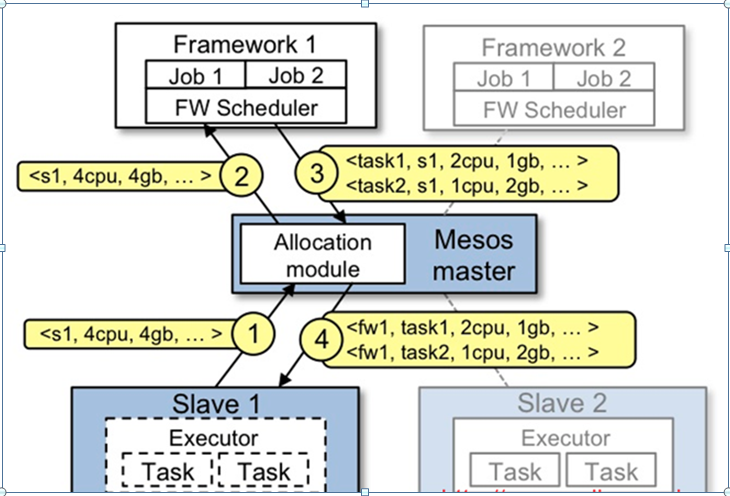 Framework 1
Job 1 Job 2
FW Scheduler
Framework 2
Job 1 Job 2
FW Scheduler
<s1, 4cpu, 4gb, ... >
2
3
<task1, s1, 2cpu, 1gb, ... >
<task2, s1, 1cpu, 2gb, ... >
Allocation
module
Mesos
master
<s1, 4cpu, 4gb, ... >
1
4
<fw1, task1, 2cpu, 1gb, ... >
<fw1, task2, 1cpu, 2gb, ... >
Slave 1
Executor
Task Task
Slave 2
Executor
Task Task